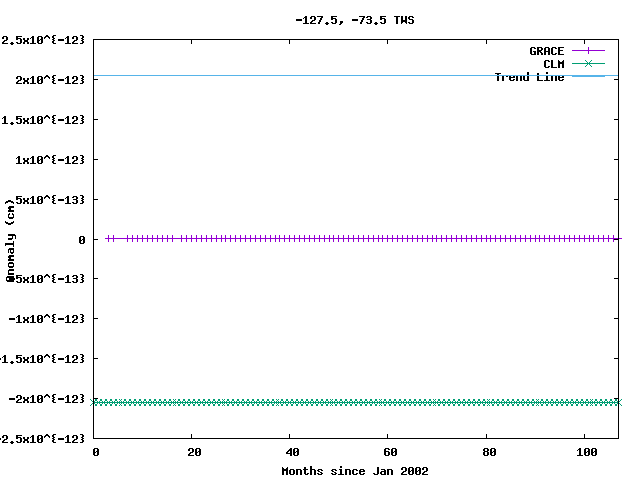 -127.5, -73.5 TWS
2.5x10^{-12}
2x10^{-12}
1.5x10^{-12}
1x10^{-12}
5x10^{-13}
0
-5x10^{-13}
-1x10^{-12}
-1.5x10^{-12}
-2x10^{-12}
-2.5x10^{-12}
Anomaly (cm)
GRACE
CLM
Trend Line
0 20 40 60 80 100
Months since Jan 2002